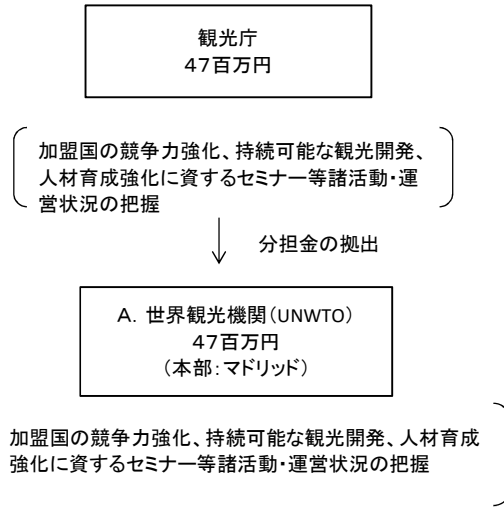 観光庁
47百万円
加盟国の競争力強化、持続可能な観光開発、
人材育成強化に資するセミナー等諸活動・運
営状況の把握
分担金の拠出
A. 世界観光機関(UNWTO)
47百万円
(本部:マドリッド)
加盟国の競争力強化、持続可能な観光開発、人材育成
強化に資するセミナー等諸活動・運営状況の把握